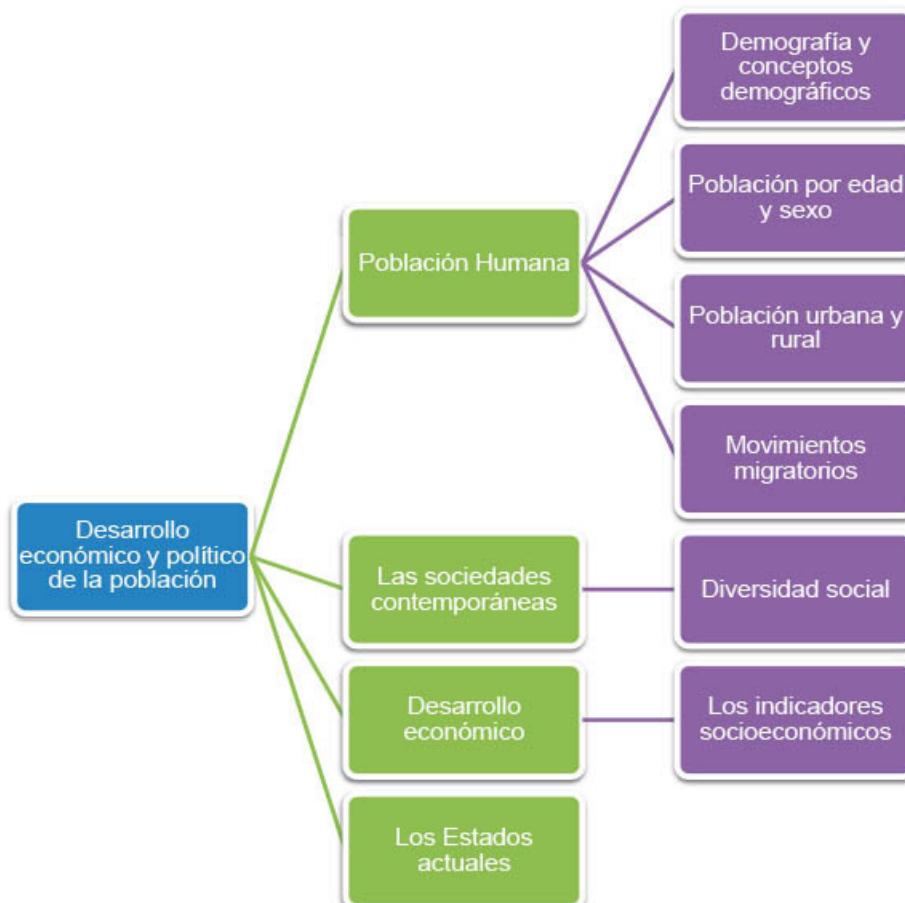 Desarrollo
económico y político
de la población
Población Humana
Demografía y
conceptos
demográficos
Población por edad
y sexo
Población urbana y
rural
Movimientos
migratorios
Las sociedades
contemporáneas
Diversidad social
Desarrollo
económico
Los indicadores
socioeconómicos
Los Estados
actuales